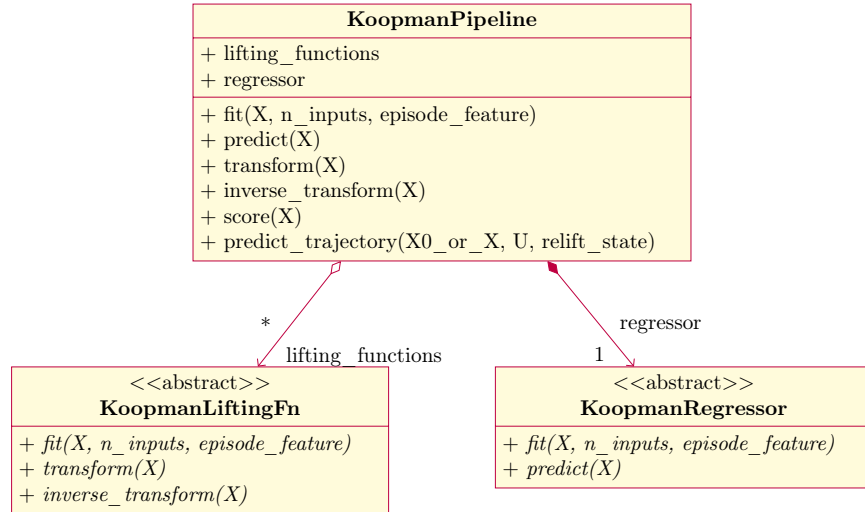 KoopmanPipeline
+ lifting_functions
+ regressor
+ fit(X, n_inputs, episode_feature)
+ predict(X)
+ transform(X)
+ inverse_transform(X)
+ score(X)
+ predict_trajectory(X0_or_X, U, relift_state)
*
lifting_functions
regressor
1
<<abstract>>
KoopmanLiftingFn
+ fit(X, n_inputs, episode_feature)
+ transform(X)
+ inverse_transform(X)
<<abstract>>
KoopmanRegressor
+ fit(X, n_inputs, episode_feature)
+ predict(X)